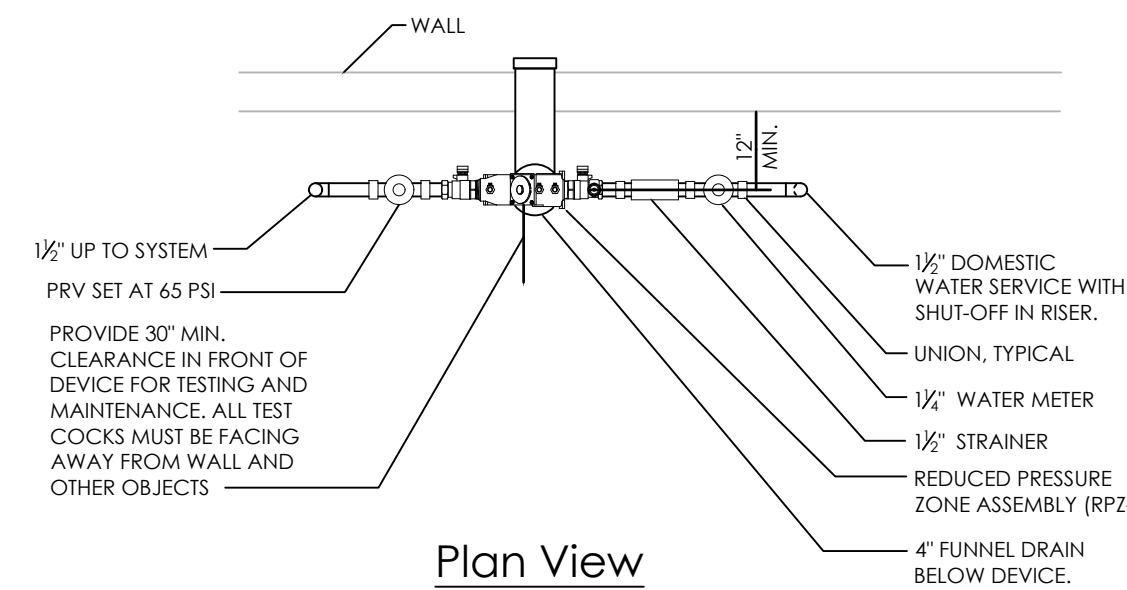 WALL
12"
MIN.
1½" UP TO SYSTEM
PRV SET AT 65 PSI
PROVIDE 30" MIN.
CLEARANCE IN FRONT OF
DEVICE FOR TESTING AND
MAINTENANCE. ALL TEST
COCKS MUST BE FACING
AWAY FROM WALL AND
OTHER OBJECTS
1½" DOMESTIC
WATER SERVICE WITH
SHUT-OFF IN RISER.
UNION, TYPICAL
1¼" WATER METER
1½" STRAINER
REDUCED PRESSURE
ZONE ASSEMBLY (RPZ-
4" FUNNEL DRAIN
BELOW DEVICE.
Plan View